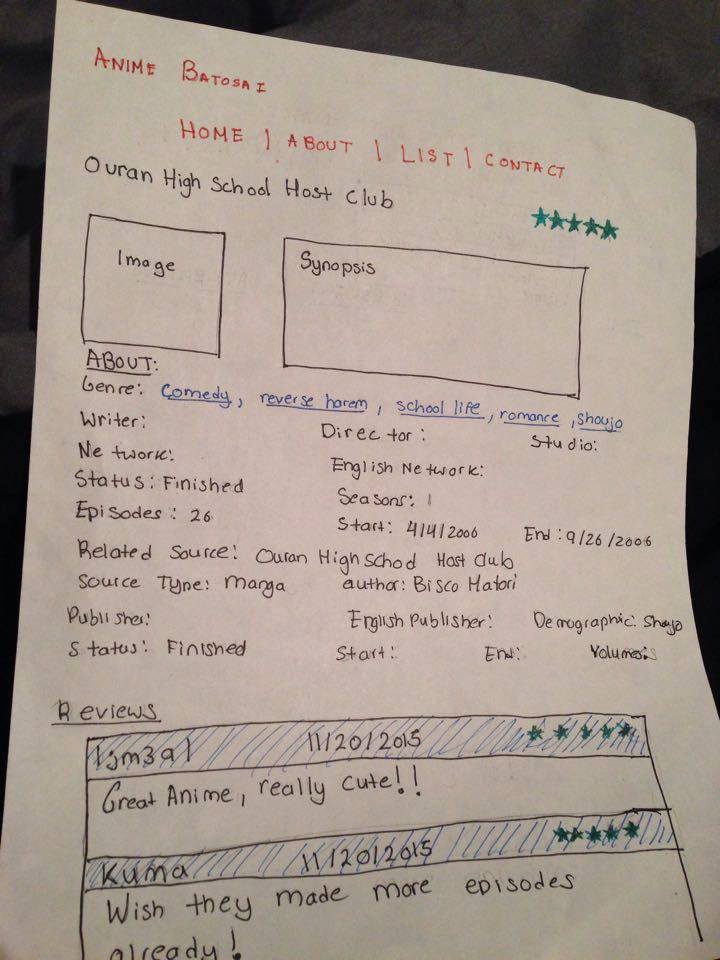 ANIME BATOSAI
HOME | ABOUT | LIST | CONTACT
Ouran High School Host Club
Image
Synopsis
ABOUT:
Genre: Comedy, reverse harem, school life, romance, Shoujo
Writer: Director: Studio:
Network: English Network:
Status: Finished Seasons: 1
Episodes: 26 Start: 4/4/2006 End: 9/26/2006
Related Source: Ouran High School Host Club
Source Type: Manga author: Bisco Hatori
Publisher: English Publisher: Demographic: Shoujo
Status: Finished Start: End: Volumes:
Reviews
ljm3al 11/20/2015
Great Anime, really cute!!
Kuma 11/20/2015
Wish they made more episodes
already!